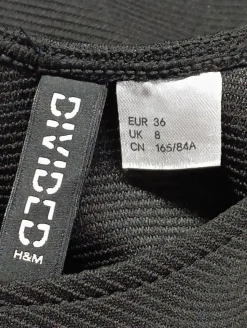 DIVIDED
H&M
EUR 36
UK 8
CN 165/84A